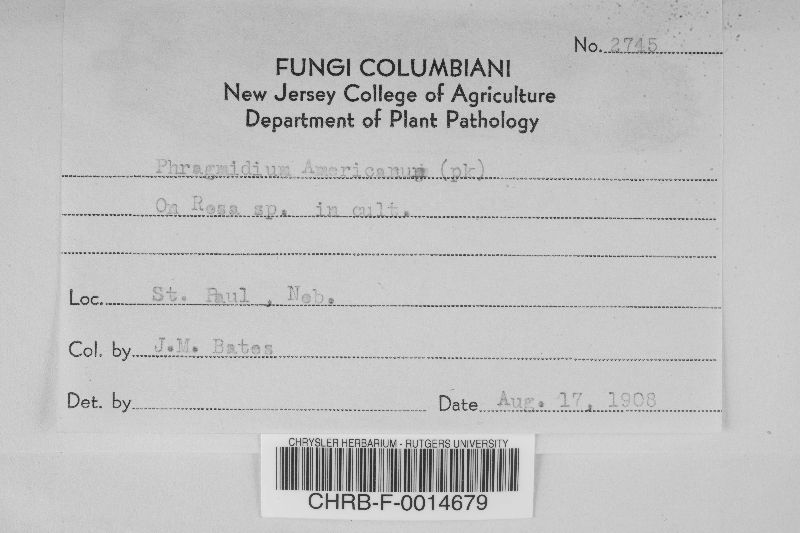 No. 2745
FUNGI COLUMBIANI
New Jersey College of Agriculture
Department of Plant Pathology
Phragmidium Americanum (pk)
On Rosa sp. in cult.
Loc. St. Paul , Neb.
Col. by J.M. Bates
Det. by
Date Aug. 17, 1908
CHRYSLER HERBARIUM - RUTGERS UNIVERSITY
CHRB-F-0014679